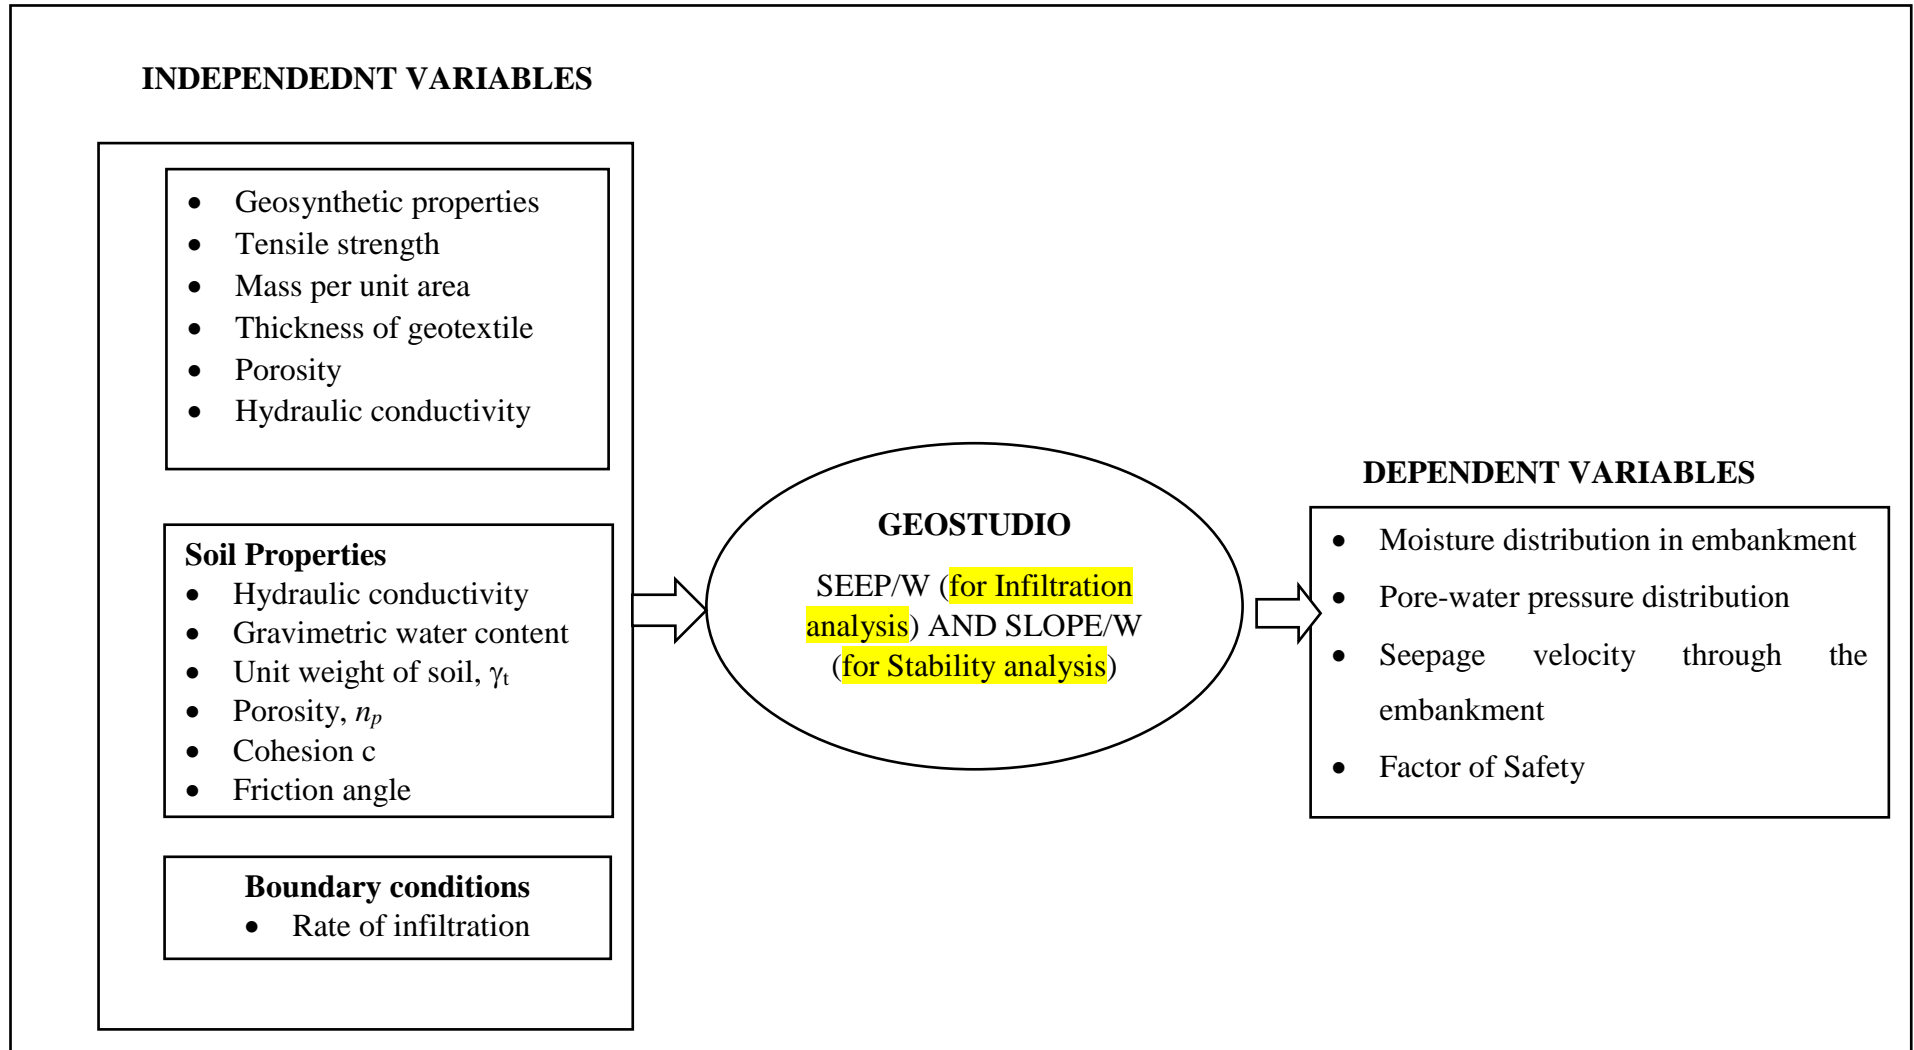 INDEPENDEDNT VARIABLES
• Geosynthetic properties
• Tensile strength
• Mass per unit area
• Thickness of geotextile
• Porosity
• Hydraulic conductivity
Soil Properties
• Hydraulic conductivity
• Gravimetric water content
• Unit weight of soil, γt
• Porosity, np
• Cohesion c
• Friction angle
Boundary conditions
• Rate of infiltration
GEOSTUDIO
SEEP/W (for Infiltration
analysis) AND SLOPE/W
(for Stability analysis)
DEPENDENT VARIABLES
• Moisture distribution in embankment
• Pore-water pressure distribution
• Seepage velocity through the
embankment
• Factor of Safety